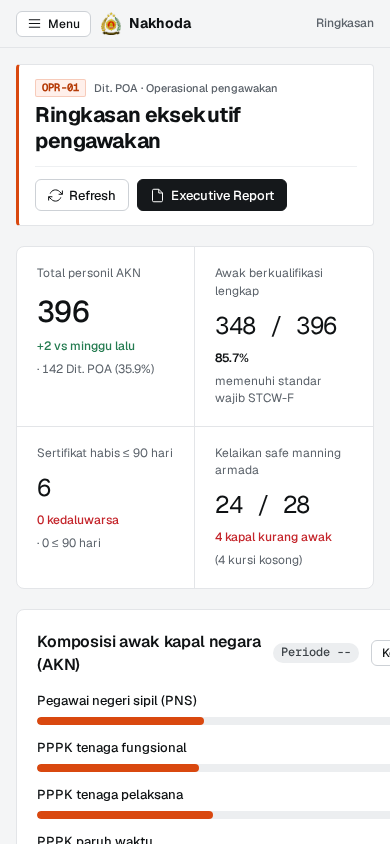 Menu
Nakhoda
Ringkasan
OPR-01
Dit. POA · Operasional pengawakan
Ringkasan eksekutif
pengawakan
Refresh
Executive Report
Total personil AKN
396
+2 vs minggu lalu
· 142 Dit. POA (35.9%)
Awak berkualifikasi
lengkap
348 / 396
85.7%
memenuhi standar
wajib STCW-F
Sertifikat habis ≤ 90 hari
6
0 kedaluwarsa
· 0 ≤ 90 hari
Kelaikan safe manning
armada
24 / 28
4 kapal kurang awak
(4 kursi kosong)
Komposisi awak kapal negara
(AKN)
Periode --
Pegawai negeri sipil (PNS)
PPPK tenaga fungsional
PPPK tenaga pelaksana
PPPK paruh waktu